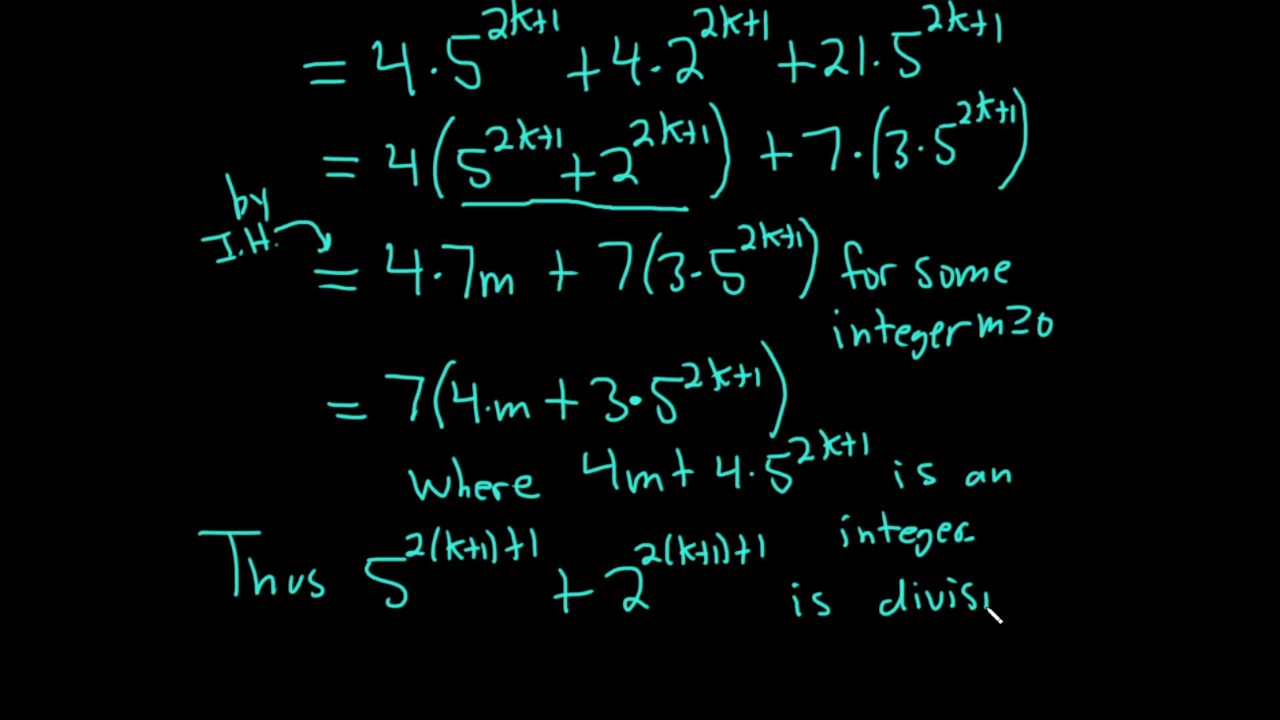 = 4·5^{2k+1} + 4·2^{2k+1} + 21·5^{2k+1}
= 4(5^{2k+1} + 2^{2k+1}) + 7·(3·5^{2k+1})
by
I.H.
= 4·7m + 7(3·5^{2k+1}) for some
integer m≥0
= 7(4·m + 3·5^{2k+1})
where 4m + 4·5^{2k+1} is an
integer
Thus 5^{2(k+1)+1} + 2^{2(k+1)+1} is divisi